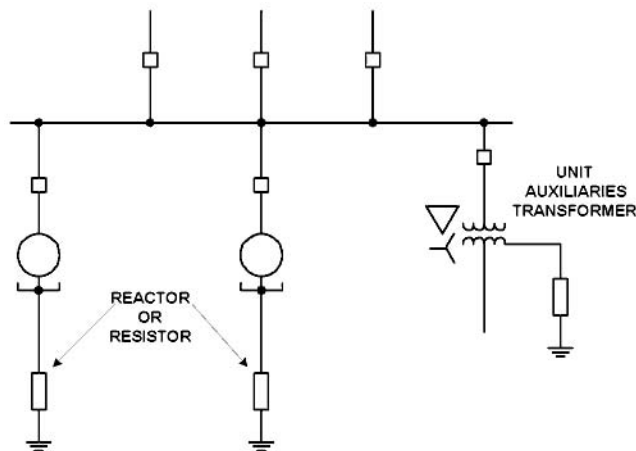 UNIT
AUXILIARIES
TRANSFORMER
REACTOR
OR
RESISTOR